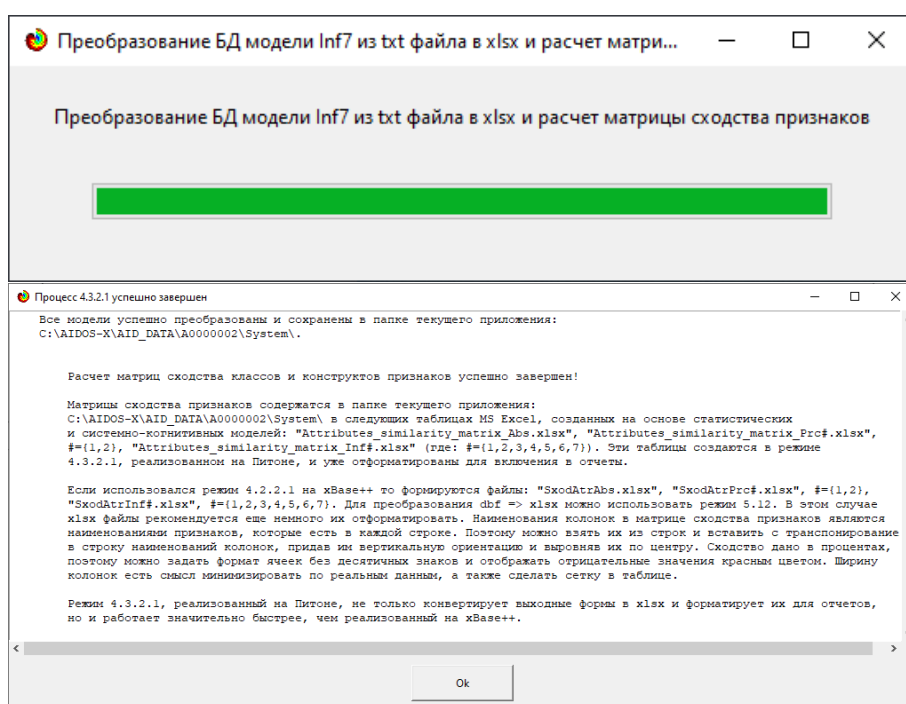 Преобразование БД модели Inf7 из txt файла в xlsx и расчет матри...
Преобразование БД модели Inf7 из txt файла в xlsx и расчет матрицы сходства признаков
Процесс 4.3.2.1 успешно завершен
Все модели успешно преобразованы и сохранены в папке текущего приложения:
C:\AIDOS-X\AID_DATA\A0000002\System\.
Расчет матриц сходства классов и конструктов признаков успешно завершен!
Матрицы сходства признаков содержатся в папке текущего приложения:
C:\AIDOS-X\AID_DATA\A0000002\System\ в следующих таблицах MS Excel, созданных на основе статистических
и системно-когнитивных моделей: "Attributes_similarity_matrix_Abs.xlsx", "Attributes_similarity_matrix_Prc#.xlsx",
#={1,2}, "Attributes_similarity_matrix_Inf#.xlsx" (где: #={1,2,3,4,5,6,7}). Эти таблицы создаются в режиме
4.3.2.1, реализованном на Питоне, и уже отформатированы для включения в отчеты.
Если использовался режим 4.2.2.1 на xBase++ то формируются файлы: "SxodAtrAbs.xlsx", "SxodAtrPrc#.xlsx", #={1,2},
"SxodAtrInf#.xlsx", #={1,2,3,4,5,6,7}. Для преобразования dbf => xlsx можно использовать режим 5.12. В этом случае
xlsx файлы рекомендуется еще немного их отформатировать. Наименования колонок в матрице сходства признаков являются
наименованиями признаков, которые есть в каждой строке. Поэтому можно взять их из строк и вставить с транспонирование
в строку наименований колонок, придав им вертикальную ориентацию и выровняв их по центру. Сходство дано в процентах,
поэтому можно задать формат ячеек без десятичных знаков и отображать отрицательные значения красным цветом. Ширину
колонок есть смысл минимизировать по реальным данным, а также сделать сетку в таблице.
Режим 4.3.2.1, реализованный на Питоне, не только конвертирует выходные формы в xlsx и форматирует их для отчетов,
но и работает значительно быстрее, чем реализованный на xBase++.
Ok